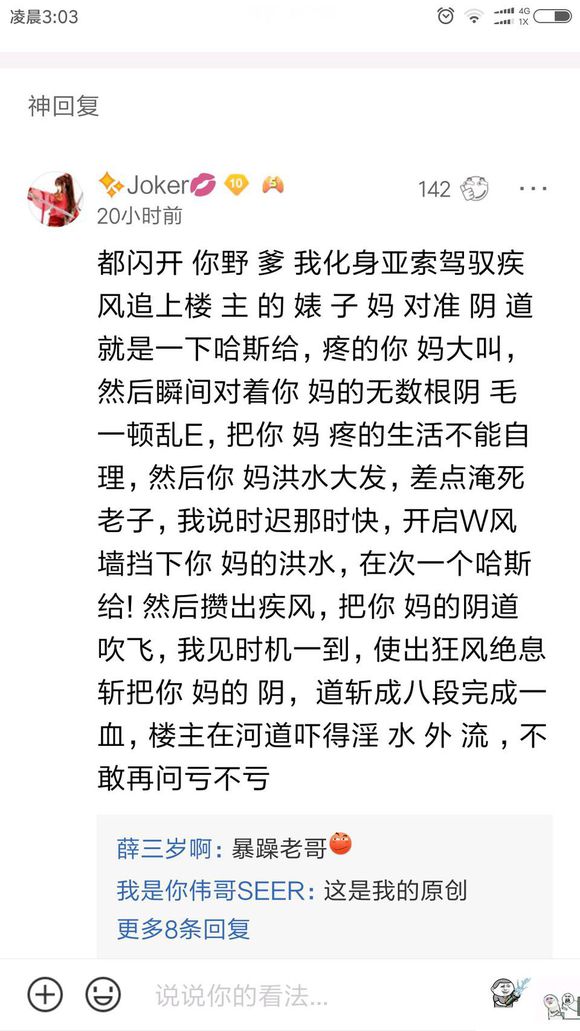 凌晨3:03
4G
1X
神回复
Joker
10
5
142
20小时前
都闪开 你野 爹 我化身亚索驾驭疾
风追上楼 主 的 婊 子 妈 对准 阴 道
就是一下哈斯给，疼的你 妈大叫，
然后瞬间对着你 妈的无数根阴 毛
一顿乱E，把你 妈 疼的生活不能自
理，然后你 妈洪水大发，差点淹死
老子，我说时迟那时快，开启W风
墙挡下你 妈的洪水，在次一个哈斯
给! 然后攒出疾风，把你 妈的阴道
吹飞，我见时机一到，使出狂风绝息
斩把你 妈的 阴，道斩成八段完成一
血，楼主在河道吓得淫 水 外 流 ，不
敢再问亏不亏
薛三岁啊：暴躁老哥
我是你伟哥SEER：这是我的原创
更多8条回复
说说你的看法...